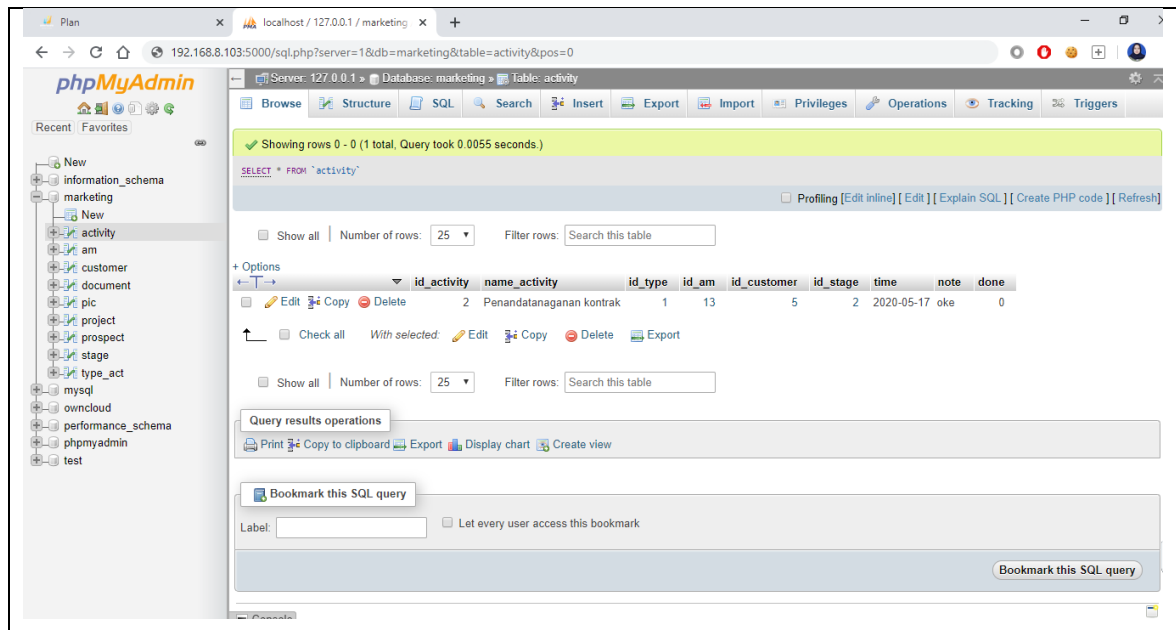 Plan
localhost / 127.0.0.1 / marketing
192.168.8.103:5000/sql.php?server=1&db=marketing&table=activity&pos=0
phpMyAdmin
Recent Favorites
New
information_schema
marketing
New
activity
am
customer
document
pic
project
prospect
stage
type_act
mysql
owncloud
performance_schema
phpmyadmin
test
Server: 127.0.0.1 » Database: marketing » Table: activity
Browse Structure SQL Search Insert Export Import Privileges Operations Tracking Triggers
Showing rows 0 - 0 (1 total, Query took 0.0055 seconds.)
SELECT * FROM `activity`
Profiling [Edit inline] [ Edit ] [ Explain SQL ] [ Create PHP code ] [ Refresh]
Show all Number of rows: 25 Filter rows: Search this table
+ Options
←T→ id_activity name_activity id_type id_am id_customer id_stage time note done
Edit Copy Delete 2 Penandatanaganan kontrak 1 13 5 2 2020-05-17 oke 0
Check all With selected: Edit Copy Delete Export
Show all Number of rows: 25 Filter rows: Search this table
Query results operations
Print Copy to clipboard Export Display chart Create view
Bookmark this SQL query
Label: Let every user access this bookmark
Bookmark this SQL query
Console